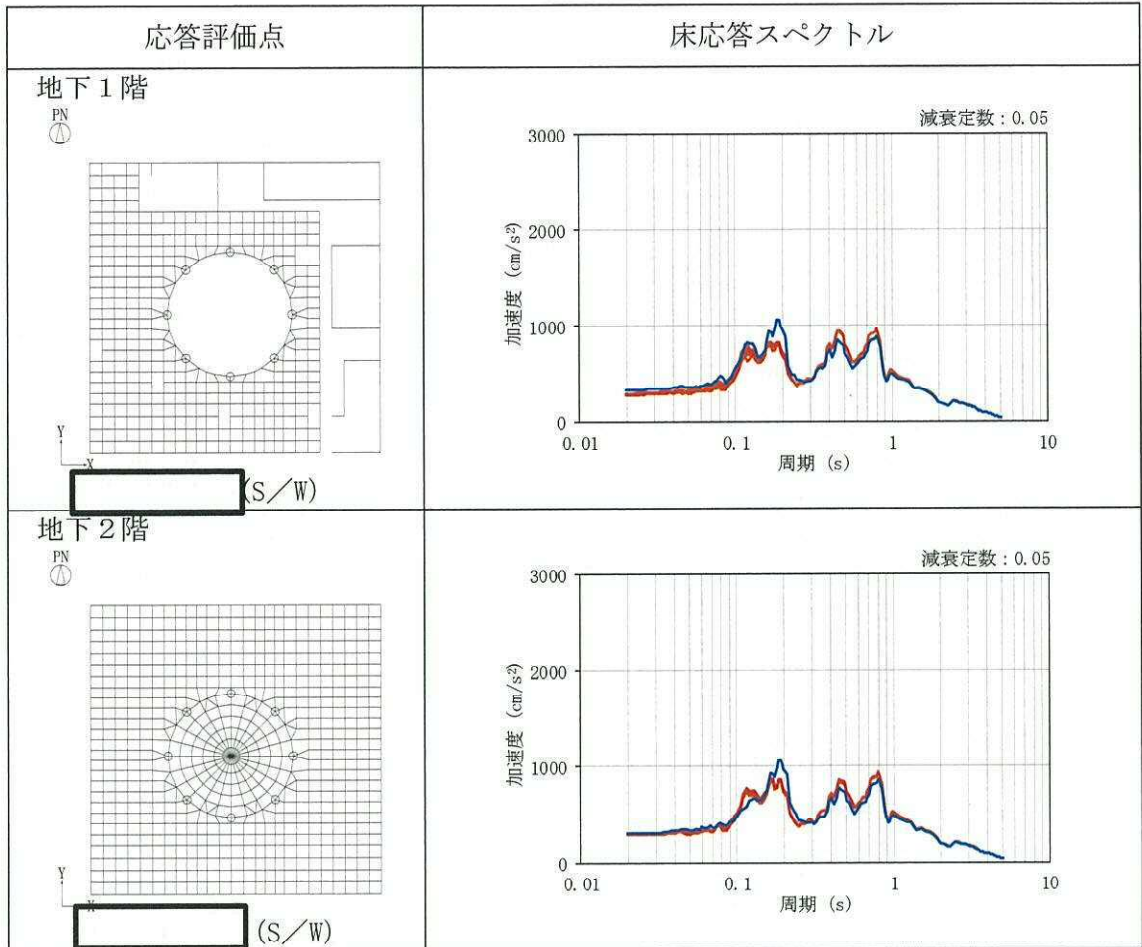 応答評価点
床応答スペクトル
地下1階
PN
Y
X
(S/W)
減衰定数:0.05
3000
2000
1000
0
加速度 (cm/s²)
0.01
0.1
1
10
周期 (s)
地下2階
PN
Y
X
(S/W)
減衰定数:0.05
3000
2000
1000
0
加速度 (cm/s²)
0.01
0.1
1
10
周期 (s)